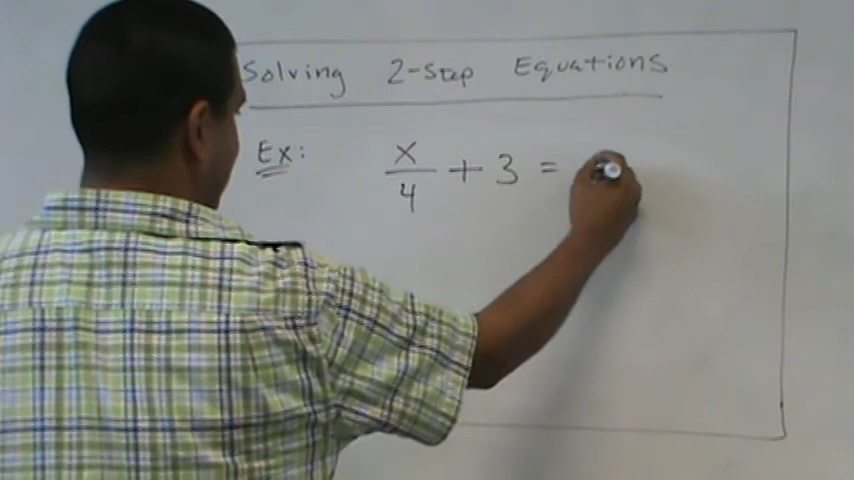 Solving 2-Step Equations
Ex: x/4 + 3 =